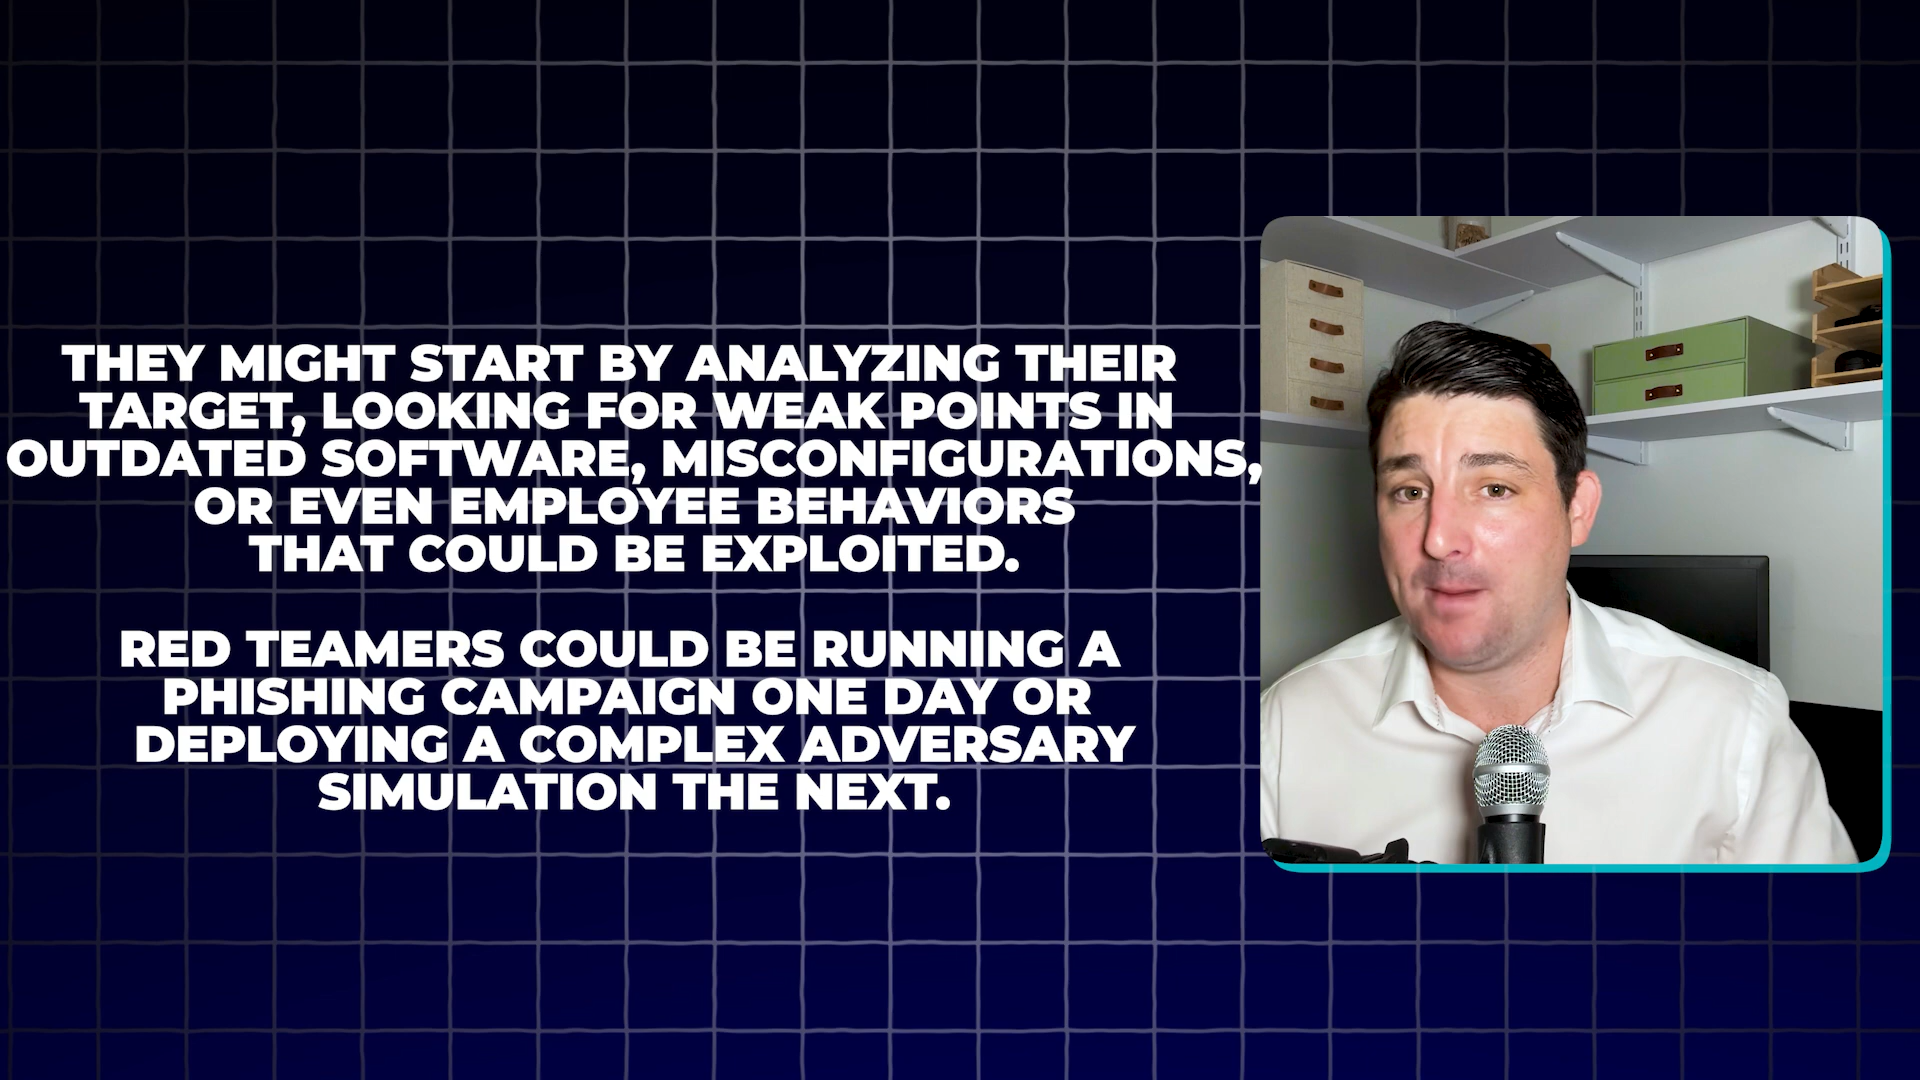 THEY MIGHT START BY ANALYZING THEIR
TARGET, LOOKING FOR WEAK POINTS IN
OUTDATED SOFTWARE, MISCONFIGURATIONS,
OR EVEN EMPLOYEE BEHAVIORS
THAT COULD BE EXPLOITED.
RED TEAMERS COULD BE RUNNING A
PHISHING CAMPAIGN ONE DAY OR
DEPLOYING A COMPLEX ADVERSARY
SIMULATION THE NEXT.